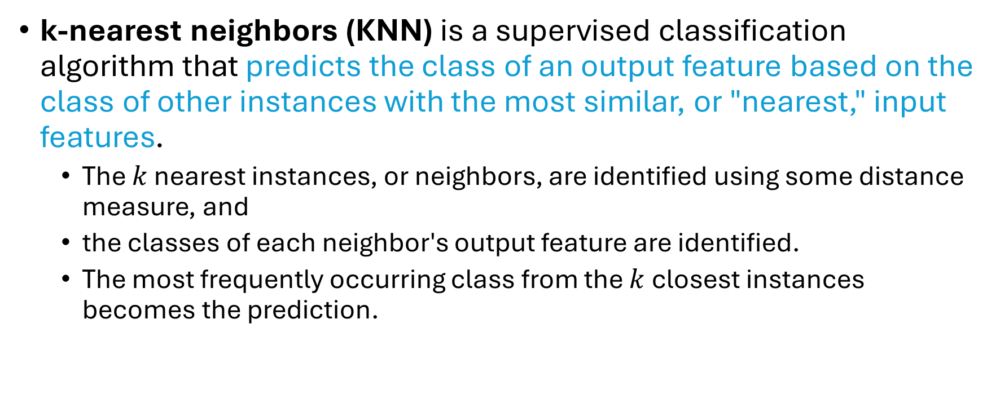 • k-nearest neighbors (KNN) is a supervised classification
algorithm that predicts the class of an output feature based on the
class of other instances with the most similar, or "nearest," input
features.
• The k nearest instances, or neighbors, are identified using some distance
measure, and
• the classes of each neighbor's output feature are identified.
• The most frequently occurring class from the k closest instances
becomes the prediction.